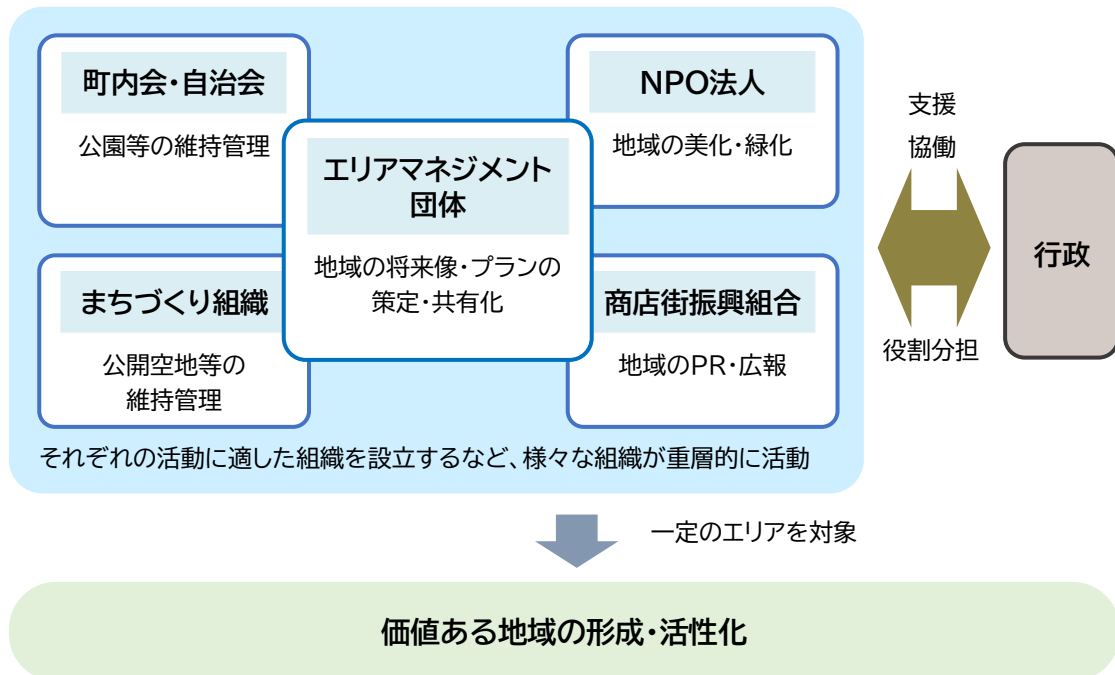 町内会・自治会
公園等の維持管理
NPO法人
地域の美化・緑化
エリアマネジメント
団体
地域の将来像・プランの
策定・共有化
まちづくり組織
公開空地等の
維持管理
商店街振興組合
地域のPR・広報
それぞれの活動に適した組織を設立するなど、様々な組織が重層的に活動
支援
協働
役割分担
行政
一定のエリアを対象
価値ある地域の形成・活性化